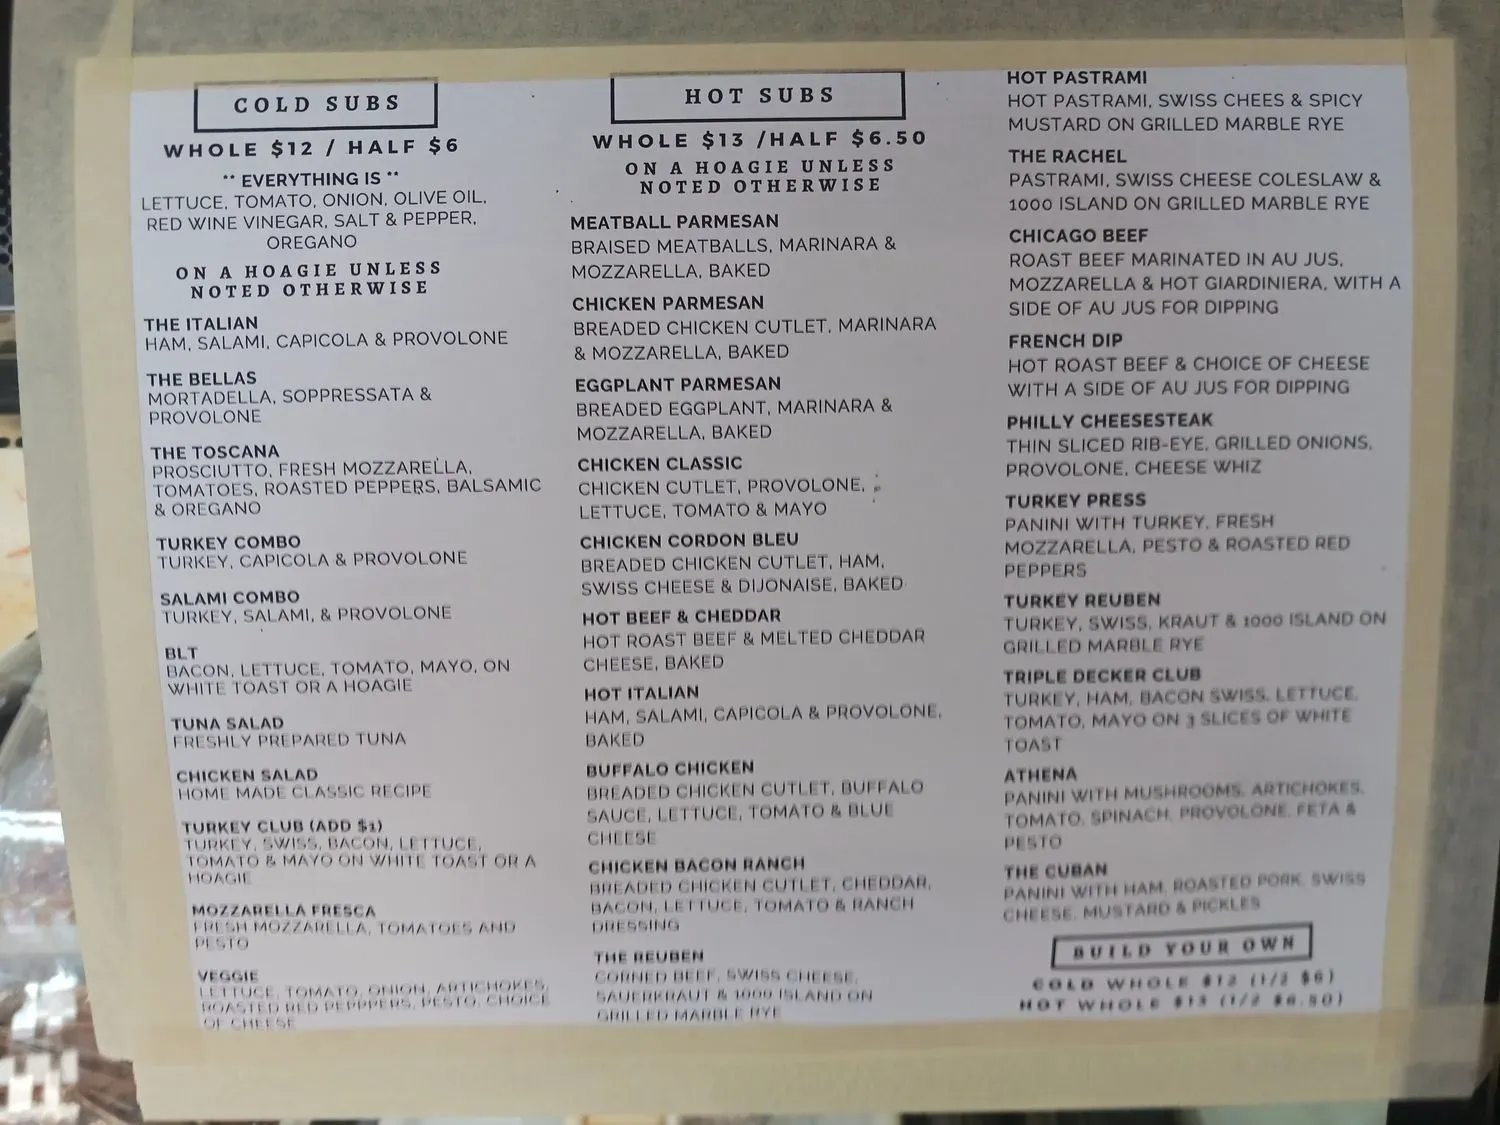 COLD SUBS
WHOLE $12 / HALF $6
** EVERYTHING IS **
LETTUCE, TOMATO, ONION, OLIVE OIL,
RED WINE VINEGAR, SALT & PEPPER,
OREGANO
ON A HOAGIE UNLESS
NOTED OTHERWISE
THE ITALIAN
HAM, SALAMI, CAPICOLA & PROVOLONE
THE BELLAS
MORTADELLA, SOPPRESSATA &
PROVOLONE
THE TOSCANA
PROSCIUTTO, FRESH MOZZARELLA,
TOMATOES, ROASTED PEPPERS, BALSAMIC
& OREGANO
TURKEY COMBO
TURKEY, CAPICOLA & PROVOLONE
SALAMI COMBO
TURKEY, SALAMI, & PROVOLONE
BLT
BACON, LETTUCE, TOMATO, MAYO, ON
WHITE TOAST OR A HOAGIE
TUNA SALAD
FRESHLY PREPARED TUNA
CHICKEN SALAD
HOME MADE CLASSIC RECIPE
TURKEY CLUB (ADD $1)
TURKEY, SWISS, BACON, LETTUCE,
TOMATO & MAYO ON WHITE TOAST OR A
HOAGIE
MOZZARELLA FRESCA
FRESH MOZZARELLA, TOMATOES AND
PESTO
VEGGIE
LETTUCE, TOMATO, ONION, ARTICHOKES,
ROASTED RED PEPPPERS, PESTO, CHOICE
OF CHEESE
HOT SUBS
WHOLE $13 /HALF $6.50
ON A HOAGIE UNLESS
NOTED OTHERWISE
MEATBALL PARMESAN
BRAISED MEATBALLS, MARINARA &
MOZZARELLA, BAKED
CHICKEN PARMESAN
BREADED CHICKEN CUTLET, MARINARA
& MOZZARELLA, BAKED
EGGPLANT PARMESAN
BREADED EGGPLANT, MARINARA &
MOZZARELLA, BAKED
CHICKEN CLASSIC
CHICKEN CUTLET, PROVOLONE,
LETTUCE, TOMATO & MAYO
CHICKEN CORDON BLEU
BREADED CHICKEN CUTLET, HAM,
SWISS CHEESE & DIJONAISE, BAKED
HOT BEEF & CHEDDAR
HOT ROAST BEEF & MELTED CHEDDAR
CHEESE, BAKED
HOT ITALIAN
HAM, SALAMI, CAPICOLA & PROVOLONE,
BAKED
BUFFALO CHICKEN
BREADED CHICKEN CUTLET, BUFFALO
SAUCE, LETTUCE, TOMATO & BLUE
CHEESE
CHICKEN BACON RANCH
BREADED CHICKEN CUTLET, CHEDDAR,
BACON, LETTUCE, TOMATO & RANCH
DRESSING
THE REUBEN
CORNED BEEF, SWISS CHEESE,
SAUERKRAUT & 1000 ISLAND ON
GRILLED MARBLE RYE
HOT PASTRAMI
HOT PASTRAMI, SWISS CHEES & SPICY
MUSTARD ON GRILLED MARBLE RYE
THE RACHEL
PASTRAMI, SWISS CHEESE COLESLAW &
1000 ISLAND ON GRILLED MARBLE RYE
CHICAGO BEEF
ROAST BEEF MARINATED IN AU JUS,
MOZZARELLA & HOT GIARDINIERA, WITH A
SIDE OF AU JUS FOR DIPPING
FRENCH DIP
HOT ROAST BEEF & CHOICE OF CHEESE
WITH A SIDE OF AU JUS FOR DIPPING
PHILLY CHEESESTEAK
THIN SLICED RIB-EYE, GRILLED ONIONS,
PROVOLONE, CHEESE WHIZ
TURKEY PRESS
PANINI WITH TURKEY, FRESH
MOZZARELLA, PESTO & ROASTED RED
PEPPERS
TURKEY REUBEN
TURKEY, SWISS, KRAUT & 1000 ISLAND ON
GRILLED MARBLE RYE
TRIPLE DECKER CLUB
TURKEY, HAM, BACON SWISS, LETTUCE,
TOMATO, MAYO ON 3 SLICES OF WHITE
TOAST
ATHENA
PANINI WITH MUSHROOMS, ARTICHOKES,
TOMATO, SPINACH, PROVOLONE, FETA &
PESTO
THE CUBAN
PANINI WITH HAM, ROASTED PORK, SWISS
CHEESE, MUSTARD & PICKLES
BUILD YOUR OWN
COLD WHOLE $12 (1/2 $6)
HOT WHOLE $13 (1/2 $6.50)